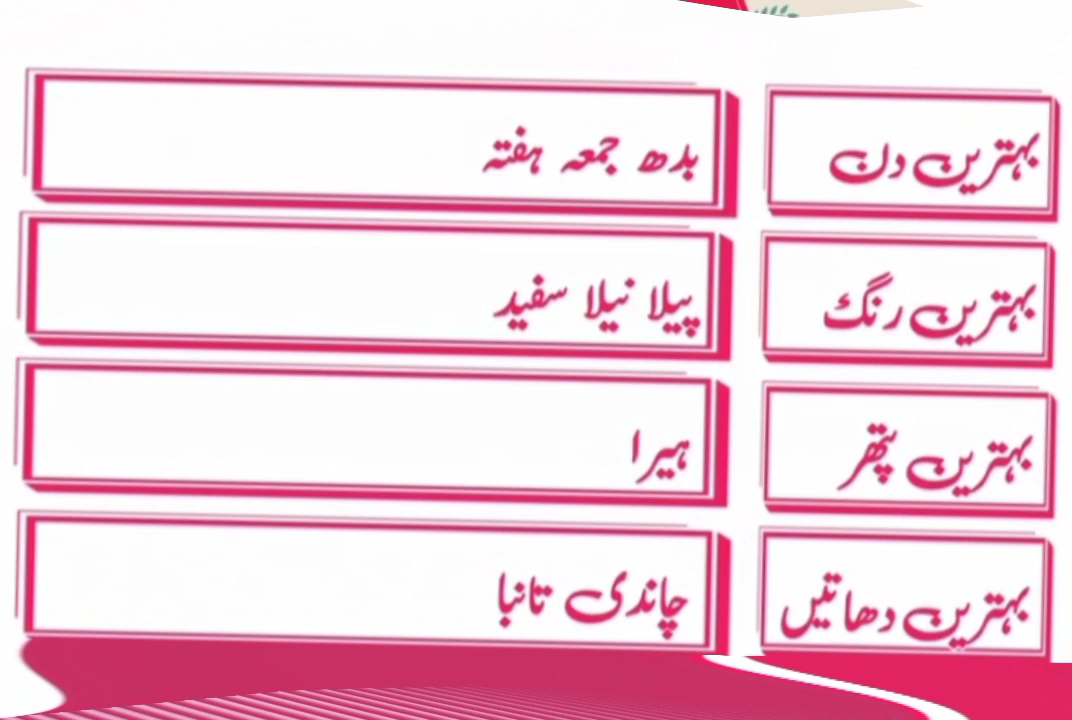 بہترین دن بدھ جمعہ ہفتہ
بہترین رنگ پیلا نیلا سفید
بہترین پتھر ہیرا
بہترین دھاتیں چاندی تانبا